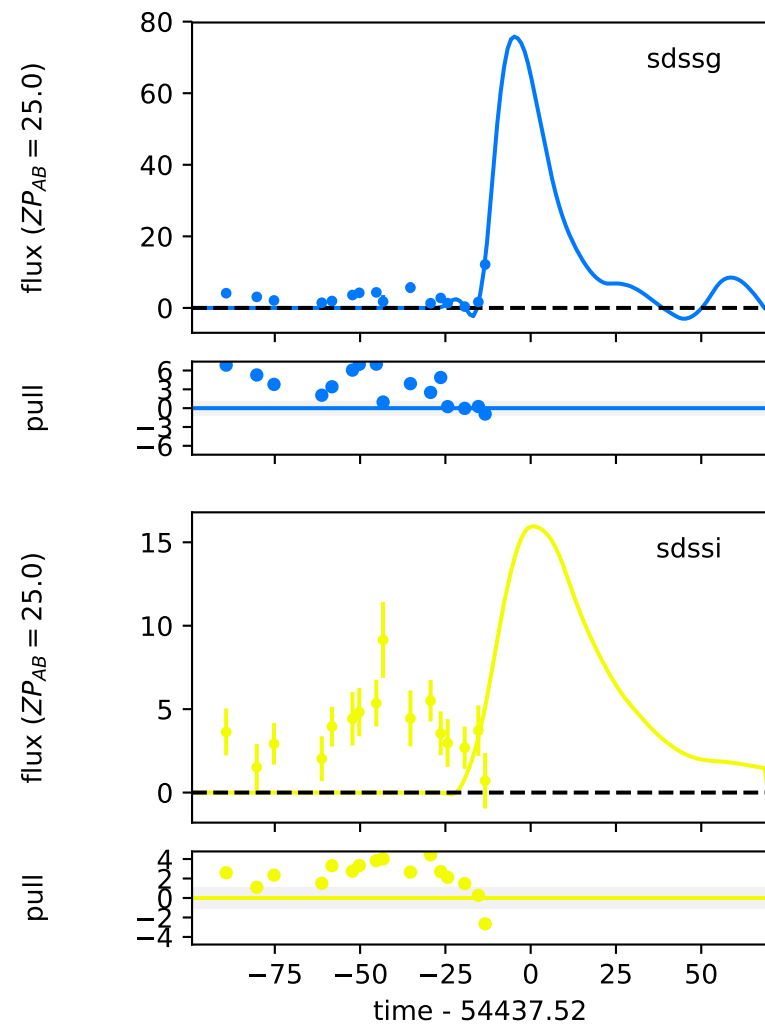 80
60
40
20
0
flux (ZP_AB = 25.0)
sdssg
6
3
0
−3
−6
pull
15
10
5
0
flux (ZP_AB = 25.0)
sdssi
4
2
0
−2
−4
pull
−75 −50 −25 0 25 50
time - 54437.52